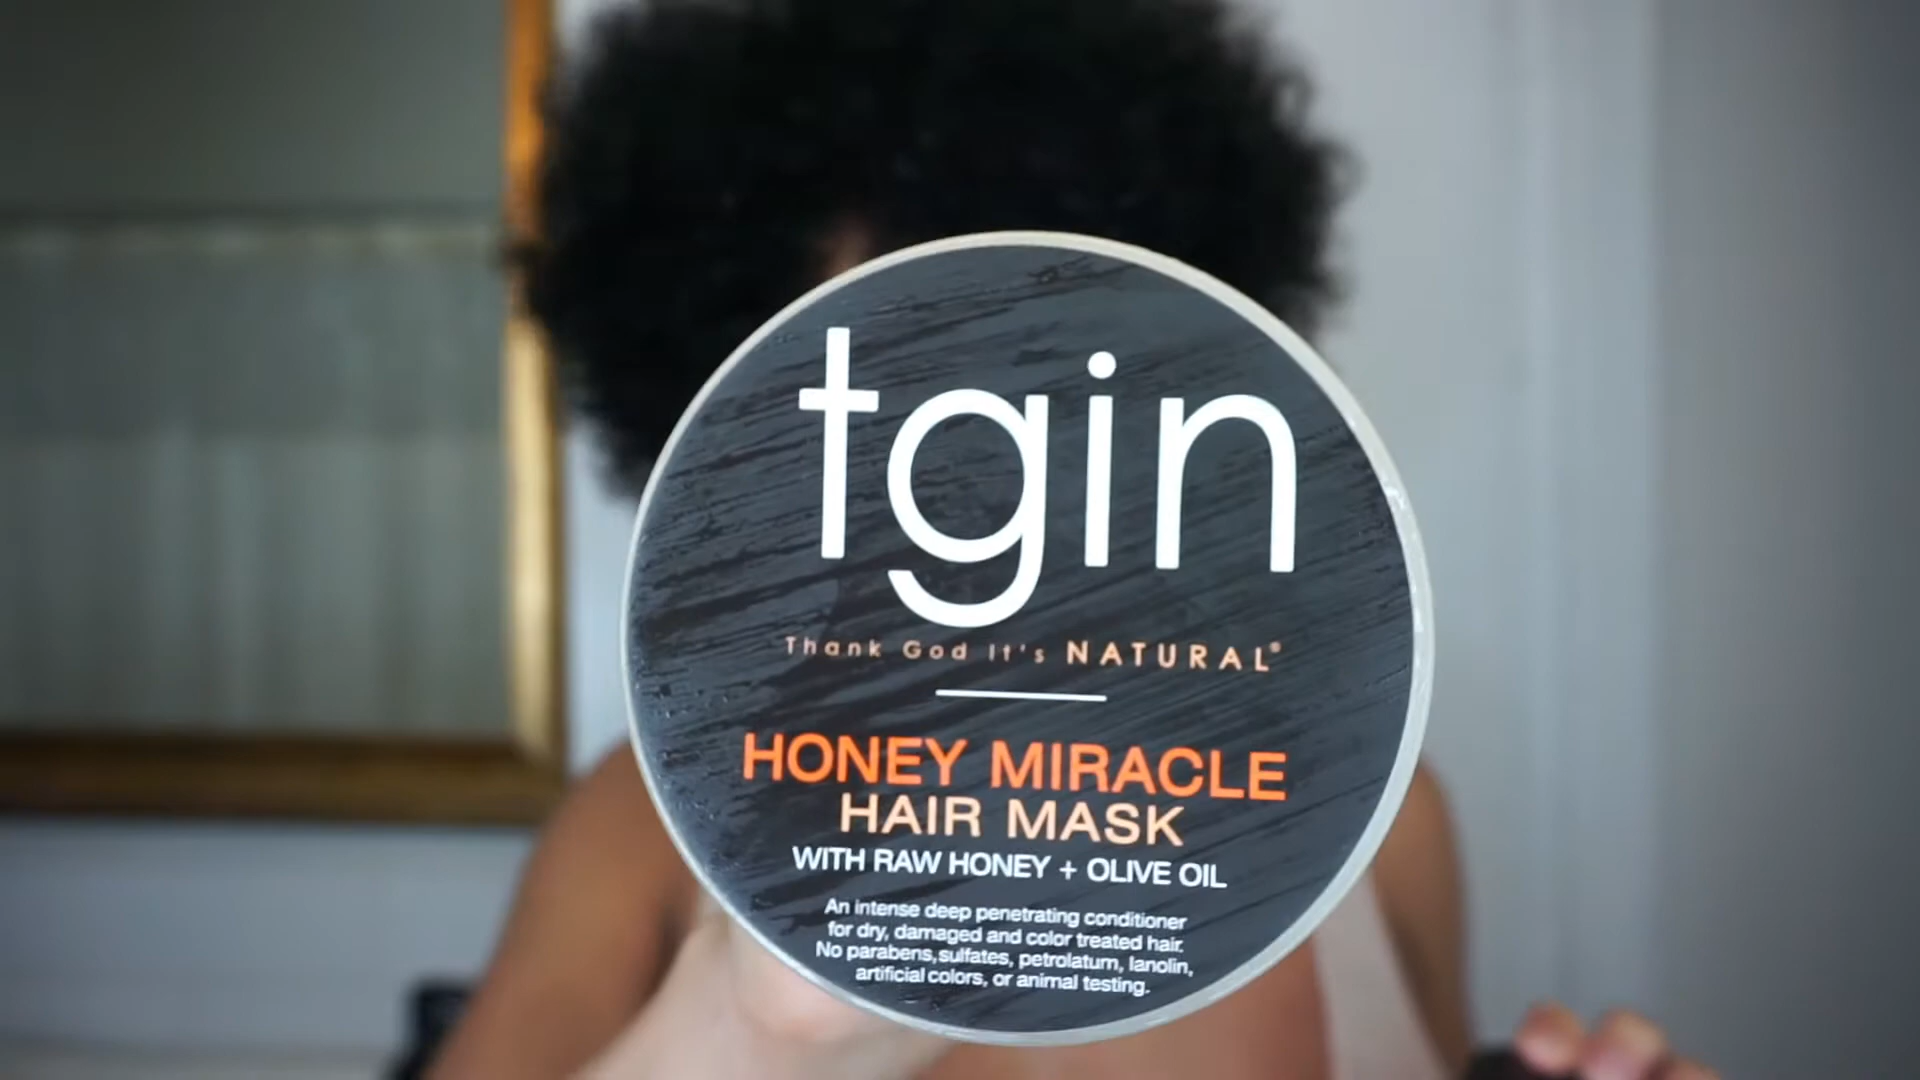 tgin
Thank God It's NATURAL®
HONEY MIRACLE
HAIR MASK
WITH RAW HONEY + OLIVE OIL
An intense deep penetrating conditioner
for dry, damaged and color treated hair.
No parabens, sulfates, petrolatum, lanolin,
artificial colors, or animal testing.